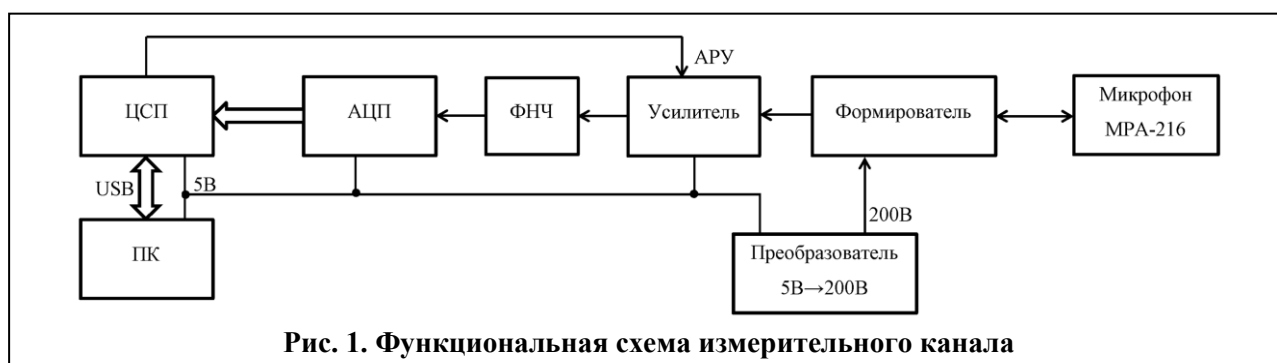 АРУ
ЦСП
АЦП
ФНЧ
Усилитель
Формирователь
Микрофон
МРА-216
USB
5В
200В
ПК
Преобразователь
5В→200В
Рис. 1. Функциональная схема измерительного канала